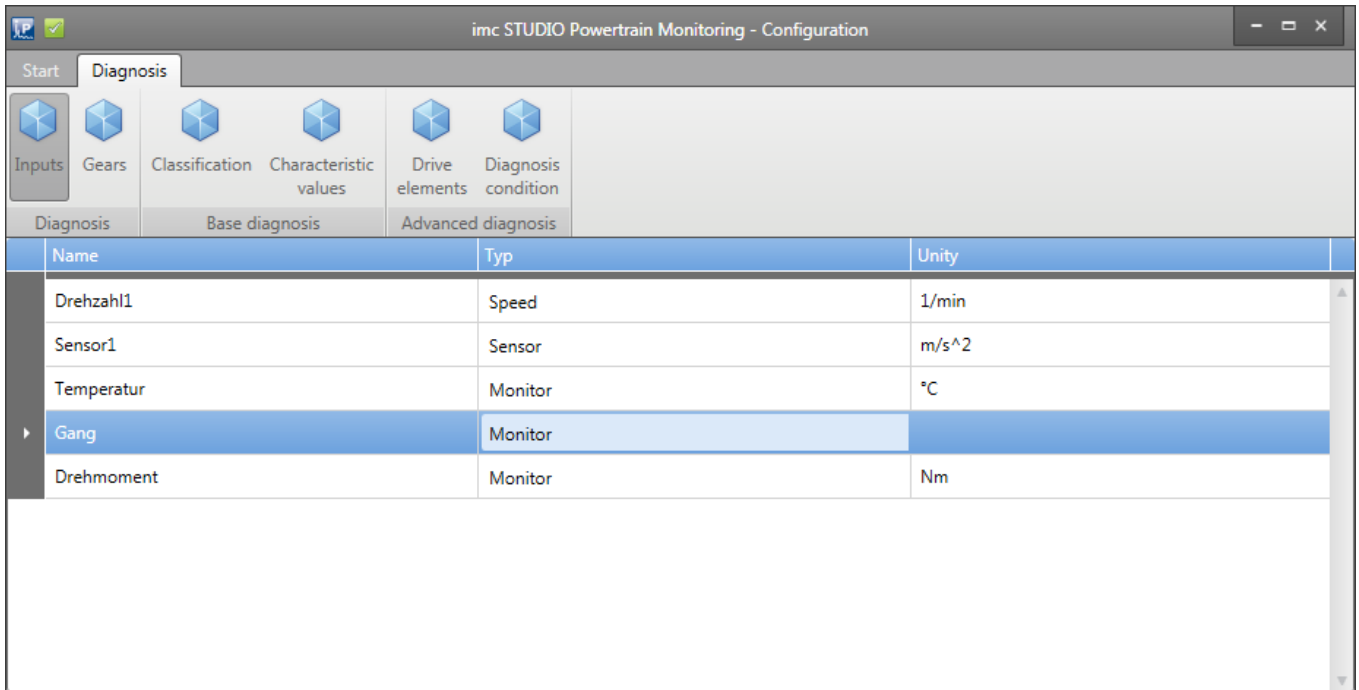 imc STUDIO Powertrain Monitoring - Configuration
Start Diagnosis
Inputs Gears Classification Characteristic values Drive elements Diagnosis condition
Diagnosis Base diagnosis Advanced diagnosis
Name Typ Unity
Drehzahl1 Speed 1/min
Sensor1 Sensor m/s^2
Temperatur Monitor °C
Gang Monitor
Drehmoment Monitor Nm